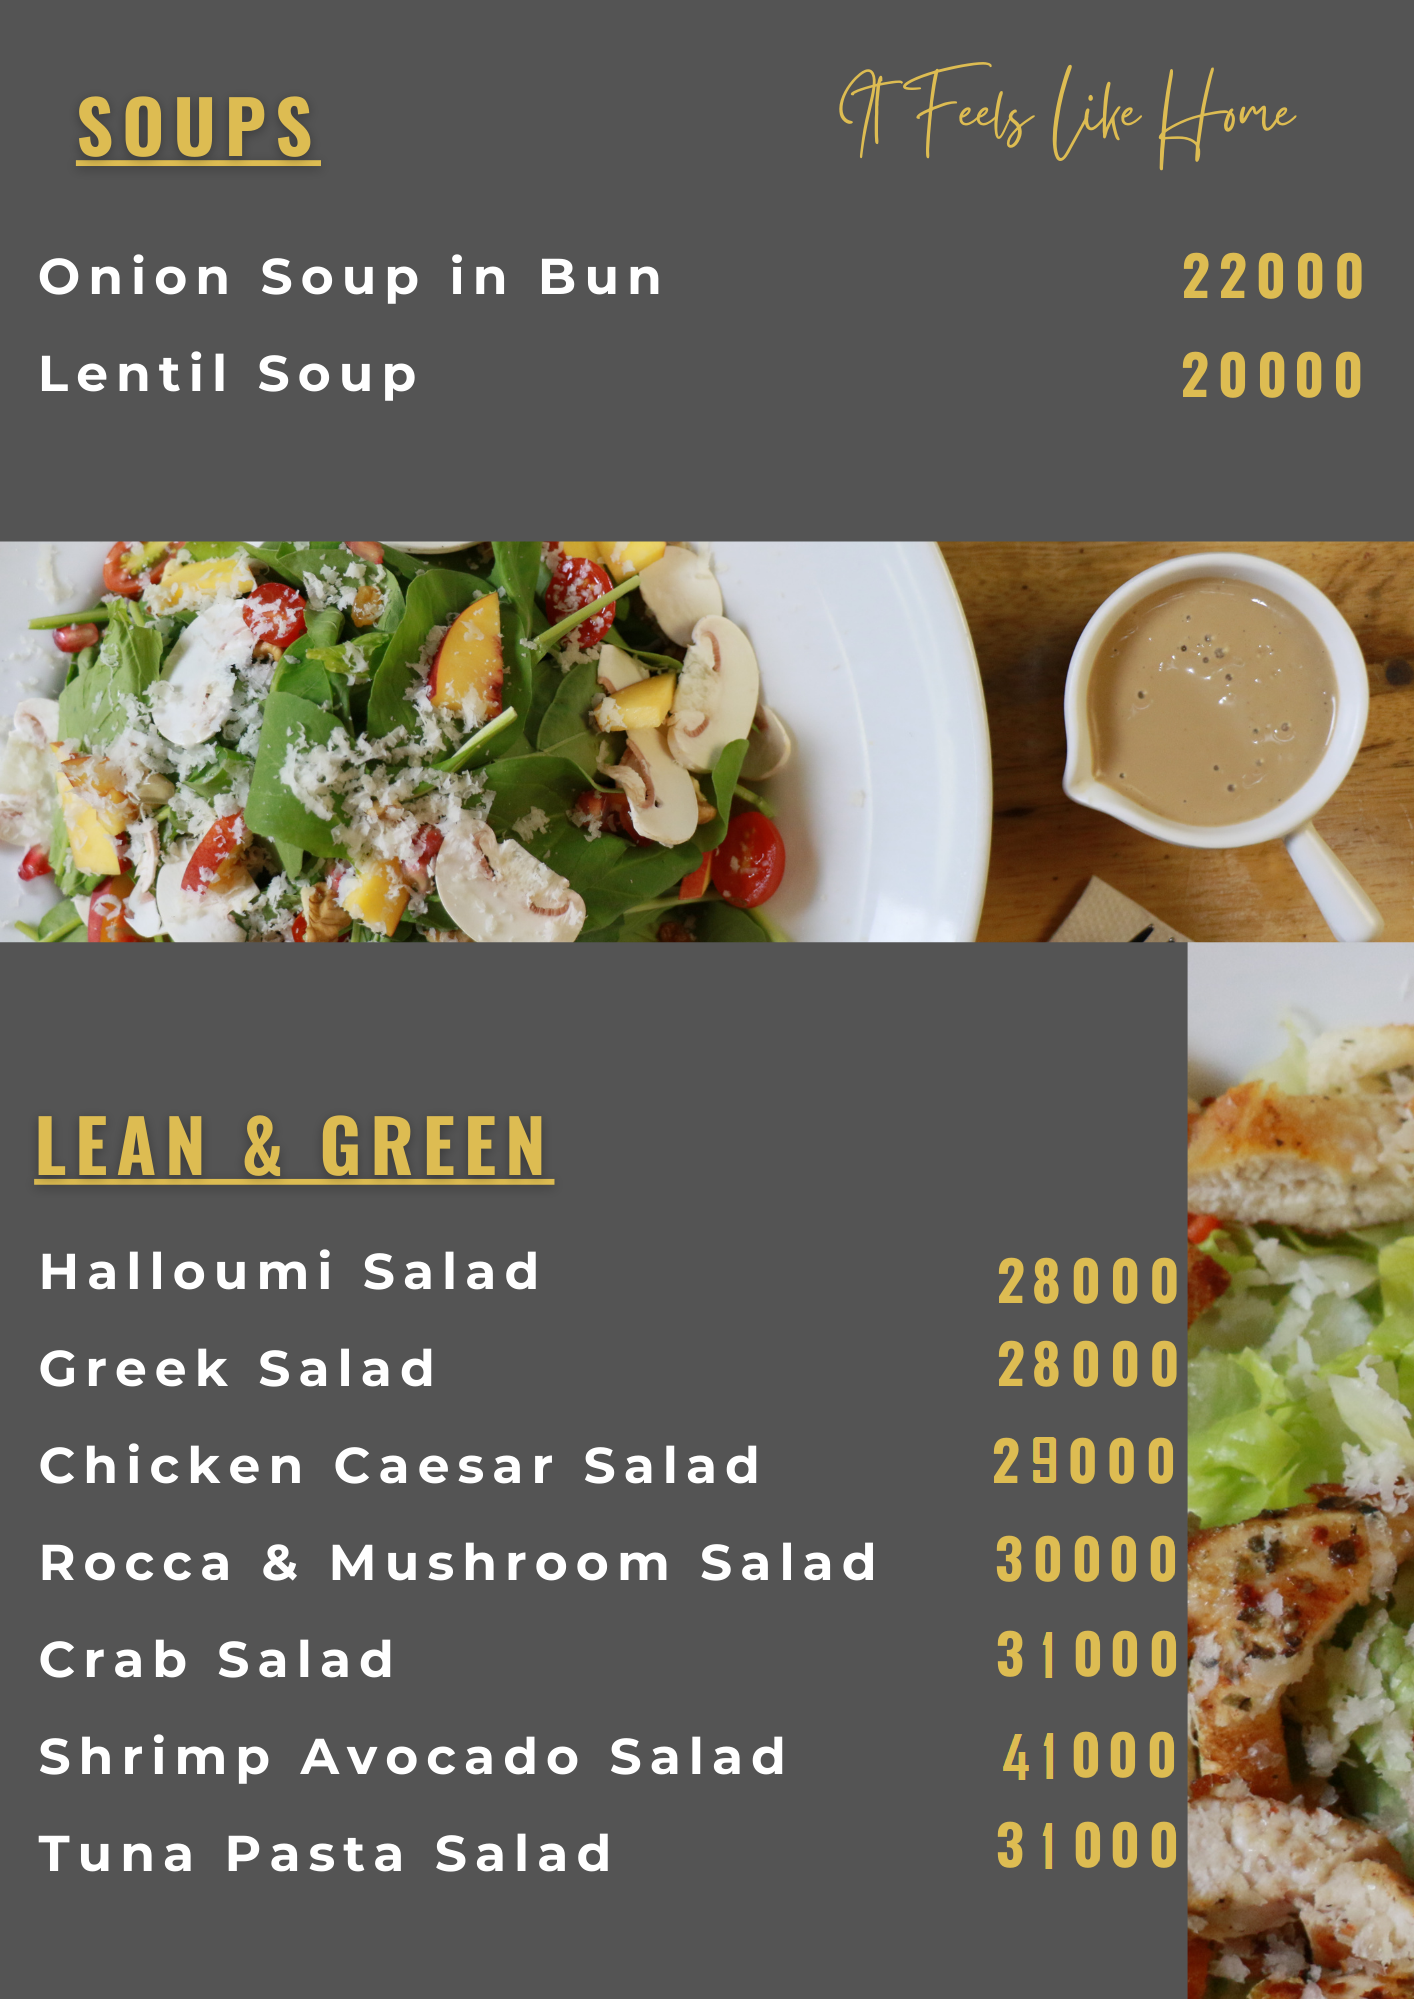 SOUPS
It Feels Like Home
Onion Soup in Bun 22000
Lentil Soup 20000
LEAN & GREEN
Halloumi Salad 28000
Greek Salad 28000
Chicken Caesar Salad 29000
Rocca & Mushroom Salad 30000
Crab Salad 31000
Shrimp Avocado Salad 41000
Tuna Pasta Salad 31000